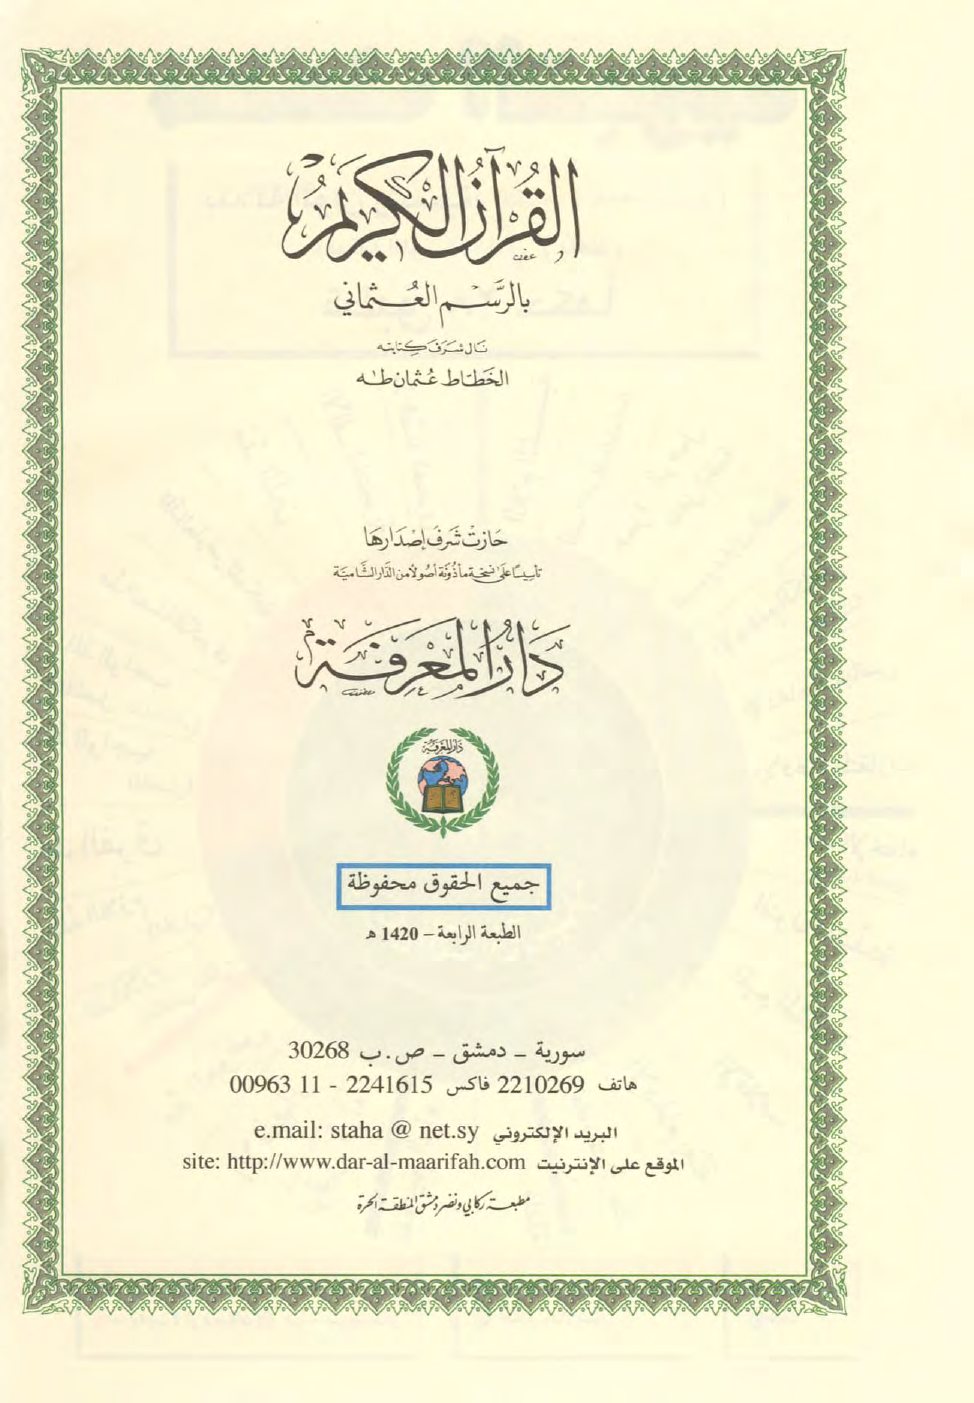 القرآن الكريم
بالرسم العثماني
نال شرف كتابته
الخطاط عثمان طه
حازت شرف إصدارها
تأسيسًا على نسخة مأذونة أصولًا من الدار الشامية
دار المعرفة
دار المعرفة
جميع الحقوق محفوظة
الطبعة الرابعة – 1420 هـ
سورية – دمشق – ص.ب 30268
هاتف 2210269 فاكس 2241615 - 11 00963
البريد الإلكتروني e.mail: staha @ net.sy
الموقع على الإنترنيت site: http://www.dar-al-maarifah.com
مطبعة ركابي ونضر دمشق المنطقة الحرة